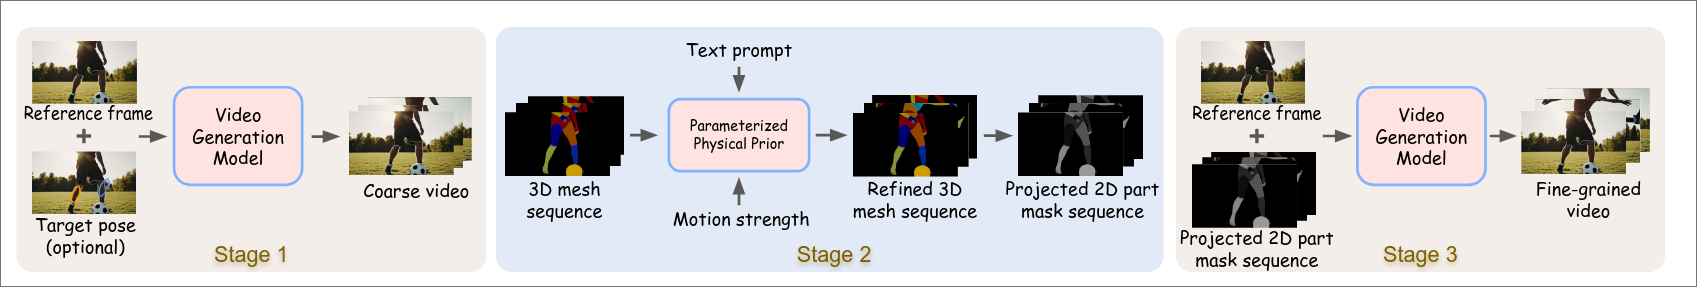 Reference frame
+
Target pose
(optional)
Video
Generation
Model
Coarse video
Stage 1
Text prompt
3D mesh
sequence
Parameterized
Physical Prior
Motion strength
Refined 3D
mesh sequence
Projected 2D part
mask sequence
Stage 2
Reference frame
+
Projected 2D part
mask sequence
Video
Generation
Model
Fine-grained
video
Stage 3